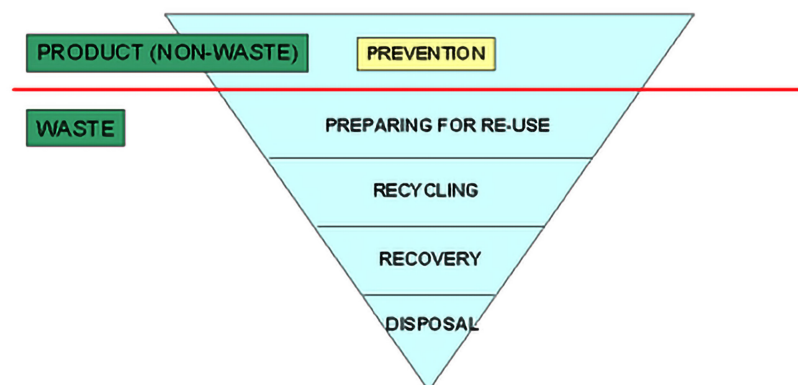 PRODUCT (NON-WASTE)
PREVENTION
WASTE
PREPARING FOR RE-USE
RECYCLING
RECOVERY
DISPOSAL